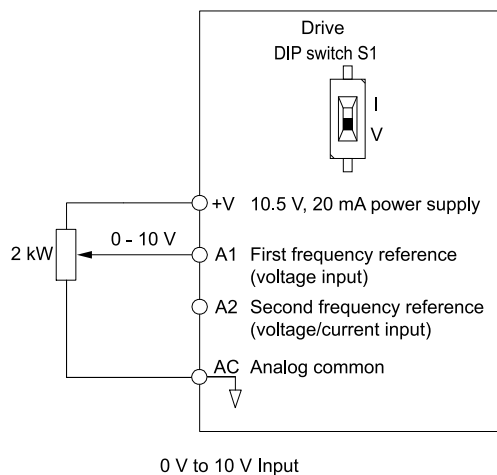 Drive
DIP switch S1
I
V
+V 10.5 V, 20 mA power supply
2 kW
0 - 10 V
A1 First frequency reference
(voltage input)
A2 Second frequency reference
(voltage/current input)
AC Analog common
0 V to 10 V Input